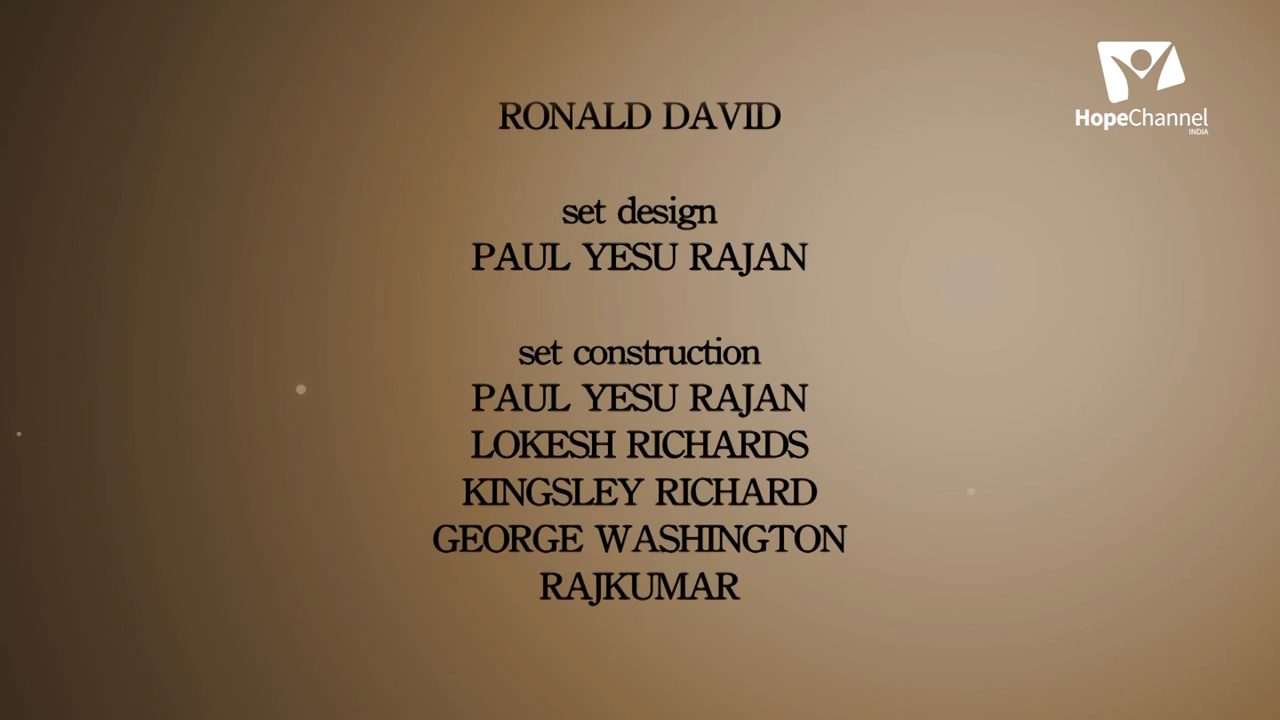 HopeChannel
INDIA
RONALD DAVID
set design
PAUL YESU RAJAN
set construction
PAUL YESU RAJAN
LOKESH RICHARDS
KINGSLEY RICHARD
GEORGE WASHINGTON
RAJKUMAR